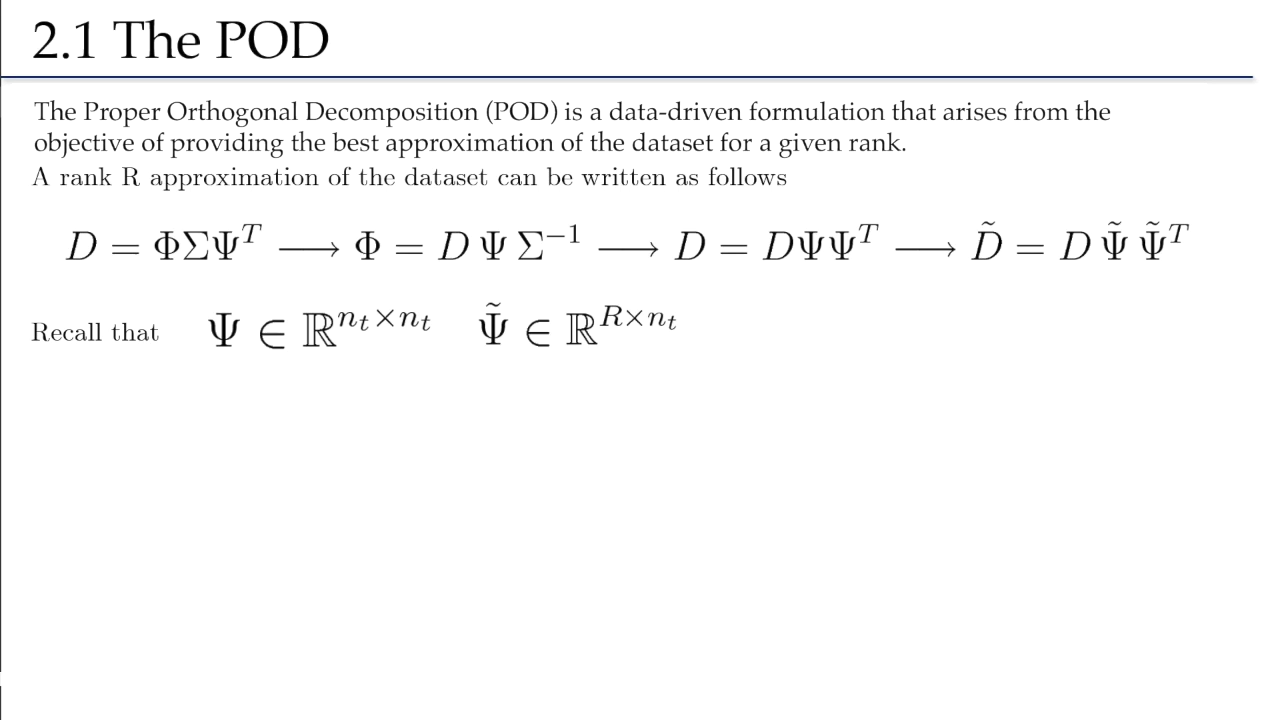 2.1 The POD
The Proper Orthogonal Decomposition (POD) is a data-driven formulation that arises from the
objective of providing the best approximation of the dataset for a given rank.
A rank R approximation of the dataset can be written as follows
D = ΦΣΨ^T ⟶ Φ = D Ψ Σ^{−1} ⟶ D = DΨΨ^T ⟶ D̃ = D Ψ̃ Ψ̃^T
Recall that Ψ ∈ ℝ^{n_t×n_t} Ψ̃ ∈ ℝ^{R×n_t}